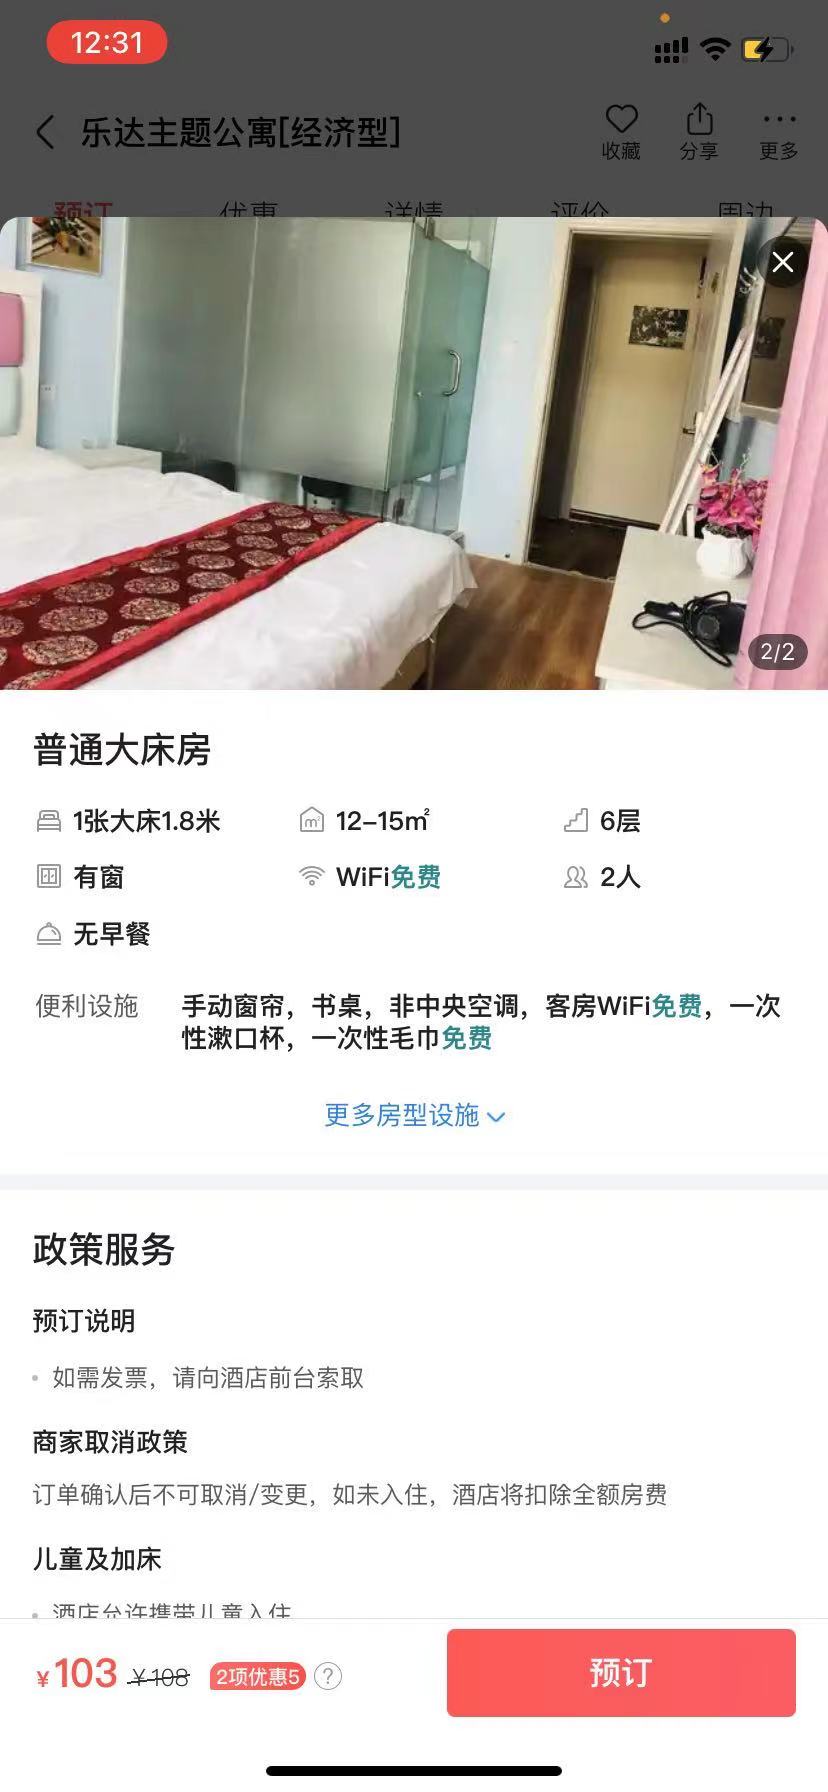 12:31
乐达主题公寓[经济型]
收藏
分享
更多
预订
优惠
详情
评价
周边
2/2
普通大床房
1张大床1.8米
12-15㎡
6层
有窗
WiFi免费
2人
无早餐
便利设施
手动窗帘，书桌，非中央空调，客房WiFi免费，一次
性漱口杯，一次性毛巾免费
更多房型设施
政策服务
预订说明
如需发票，请向酒店前台索取
商家取消政策
订单确认后不可取消/变更，如未入住，酒店将扣除全额房费
儿童及加床
酒店允许携带儿童入住
¥103 ¥108 2项优惠5 ?
预订